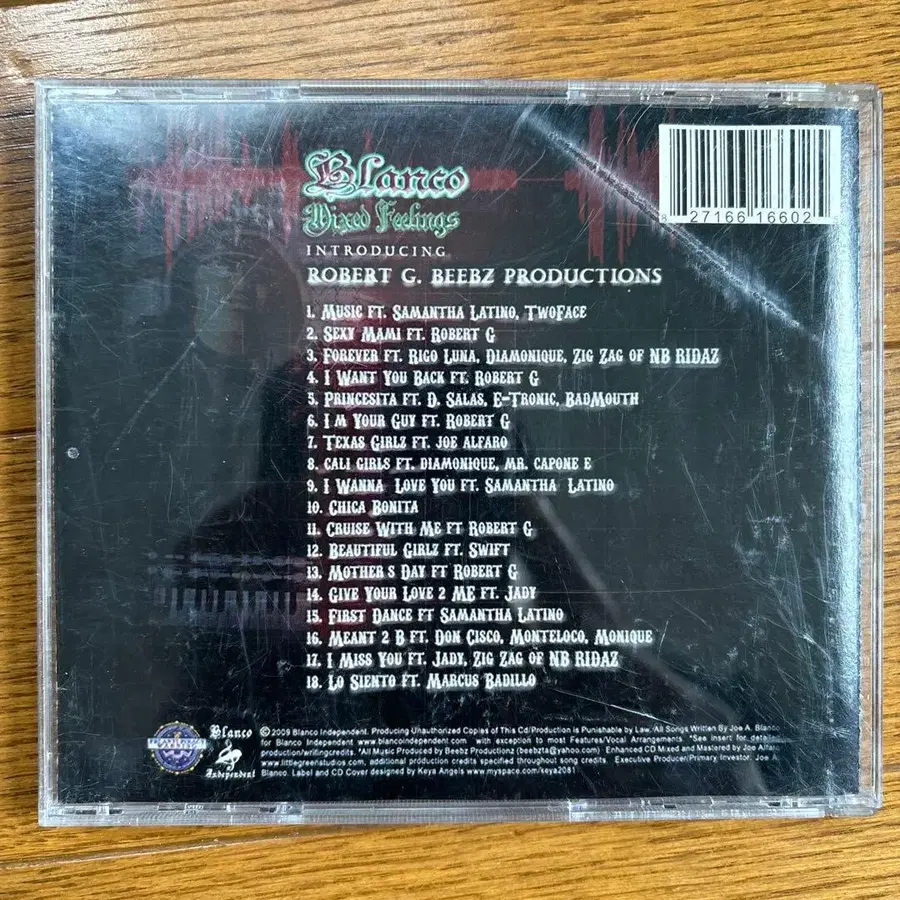 Blanco
Mixed Feelings
INTRODUCING
ROBERT G. BEEBZ PRODUCTIONS
8 27166 16602
1. Music ft. Samantha Latino, TwoFace
2. Sexy Mami ft. Robert G
3. Forever ft. Rigo Luna, Diamonique, Zig Zag of NB RIDAZ
4. I Want You Back ft. Robert G
5. Princesita ft. D. Salas, E-Tronic, BadMouth
6. I m Your Guy ft. Robert G
7. Texas Girlz ft. Joe Alfaro
8. Cali Girls ft. Diamonique, Mr. Capone E
9. I Wanna Love You ft. Samantha Latino
10. Chica Bonita
11. Cruise With Me ft Robert G
12. Beautiful Girlz ft. Swift
13. Mother s Day ft Robert G
14. Give Your Love 2 ME ft. Jady
15. First Dance ft Samantha Latino
16. Meant 2 B ft. Don Cisco, Monteloco, Monique
17. I Miss You ft. Jady, Zig Zag of NB RIDAZ
18. Lo Siento ft. Marcus Badillo
Blanco
Independent
©2009 Blanco Independent. Producing Unauthorized Copies of This Cd/Production is Punishable by Law. All Songs Written By Joe A. Blanco
for Blanco Independent www.blancoindependent.com with exception to most Features/Vocal Arrangements. *See insert for detailed
production/writingcredits. *All Music Produced by Beebz Productionz (beebzta@yahoo.com) · Enhanced CD Mixed and Mastered by Joe Alfaro
www.littlegreenstudios.com, additional production credits specified throughout song credits. Executive Producer/Primary Investor: Joe A.
Blanco. Label and CD Cover designed by Keya Angels www.myspace.com/keya2081